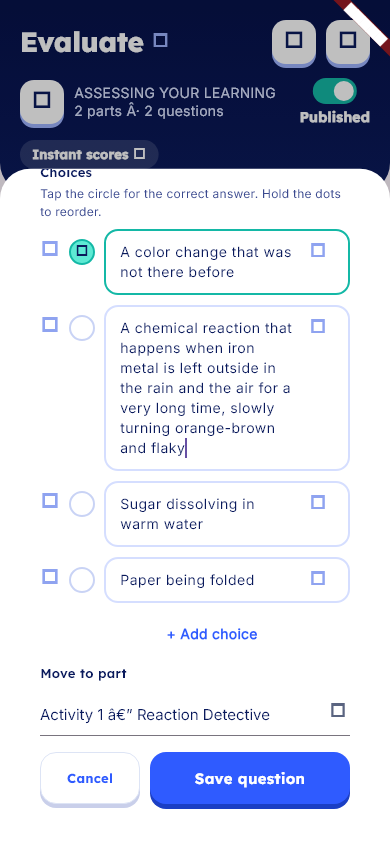 Evaluate
ASSESSING YOUR LEARNING
2 parts Â· 2 questions
Published
Instant scores
Choices
Tap the circle for the correct answer. Hold the dots
to reorder.
A color change that was
not there before
A chemical reaction that
happens when iron
metal is left outside in
the rain and the air for a
very long time, slowly
turning orange-brown
and flaky
Sugar dissolving in
warm water
Paper being folded
+ Add choice
Move to part
Activity 1 â€” Reaction Detective
Cancel
Save question